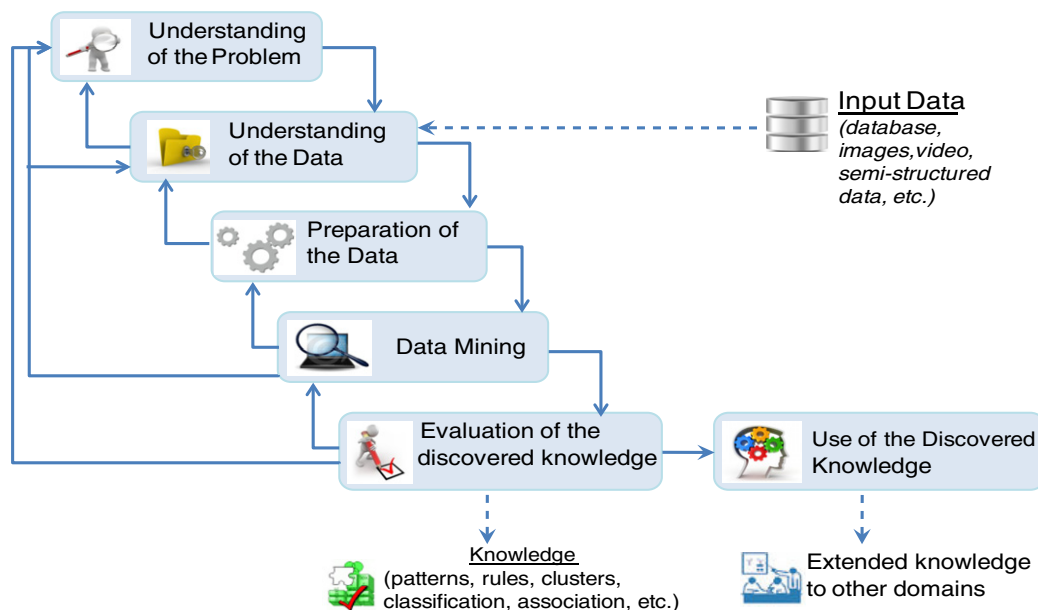 Understanding
of the Problem
Understanding
of the Data
Input Data
(database,
images,video,
semi-structured
data, etc.)
Preparation of
the Data
Data Mining
Evaluation of the
discovered knowledge
Use of the Discovered
Knowledge
Knowledge
(patterns, rules, clusters,
classification, association, etc.)
Extended knowledge
to other domains